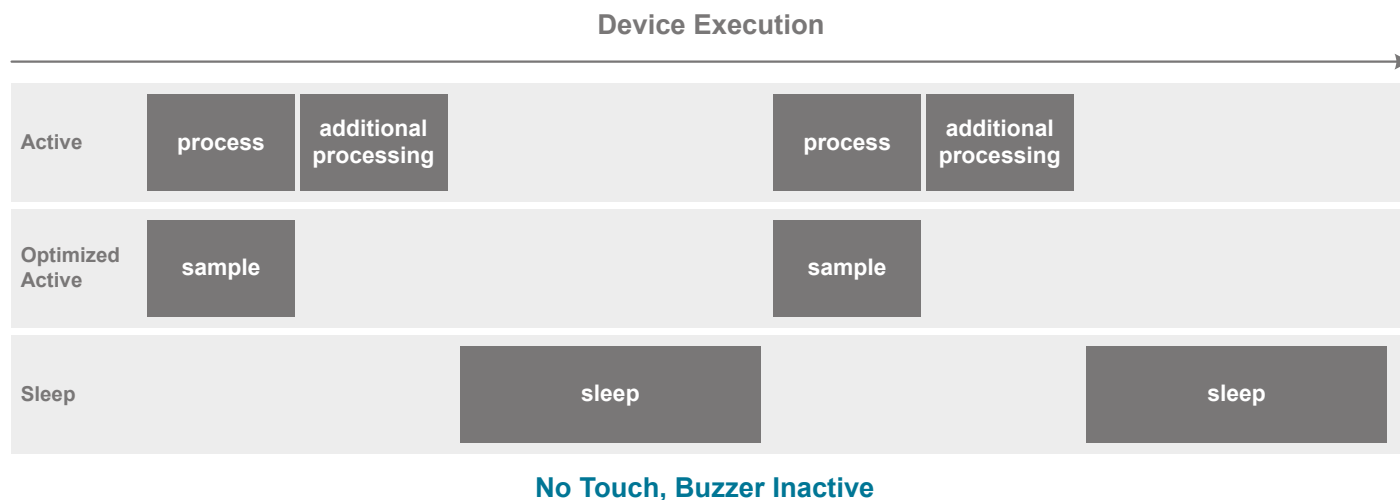 Device Execution
Active
process
additional
processing
process
additional
processing
Optimized
Active
sample
sample
Sleep
sleep
sleep
No Touch, Buzzer Inactive